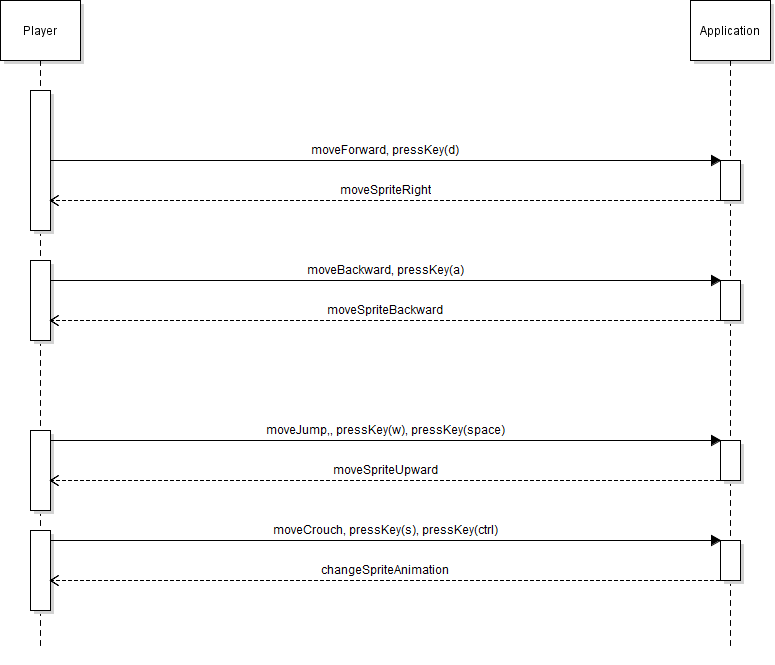 Player
Application
moveForward, pressKey(d)
moveSpriteRight
moveBackward, pressKey(a)
moveSpriteBackward
moveJump,, pressKey(w), pressKey(space)
moveSpriteUpward
moveCrouch, pressKey(s), pressKey(ctrl)
changeSpriteAnimation